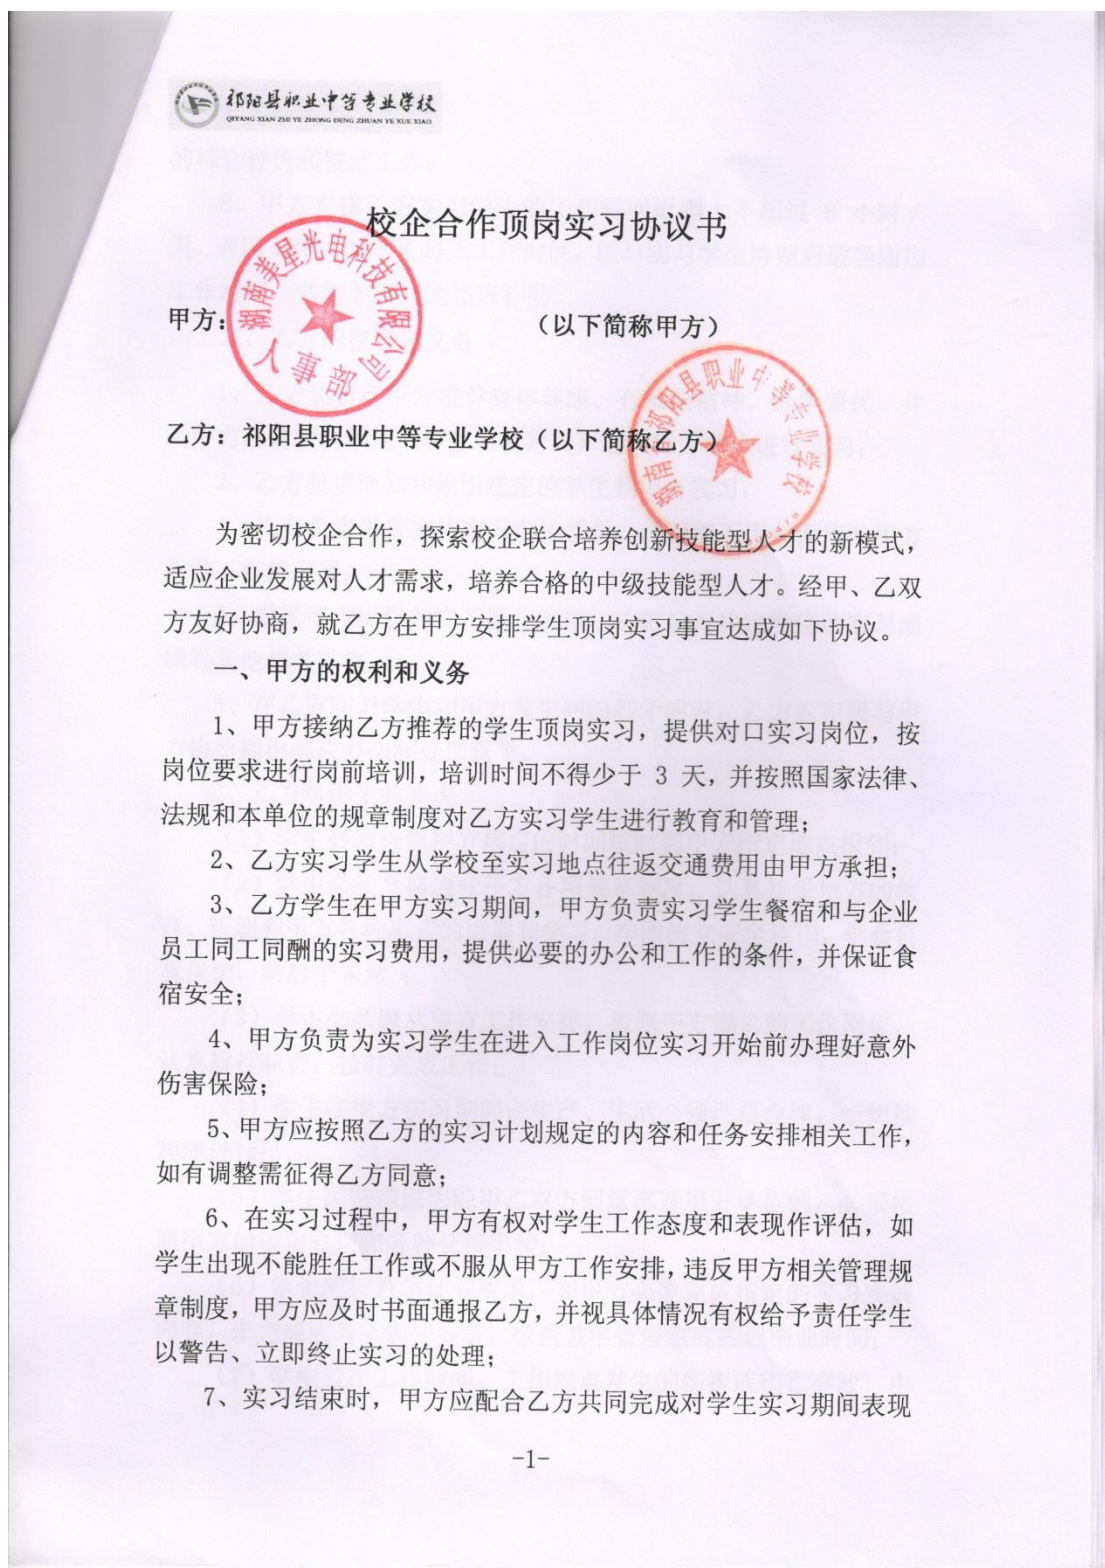 祁阳县职业中等专业学校
QIYANG XIAN ZHI YE ZHONG DENG ZHUAN YE XUE XIAO
校企合作顶岗实习协议书
湖南美星光电科技有限公司
人事部
甲方：（以下简称甲方）
乙方：祁阳县职业中等专业学校（以下简称乙方）
湖南省祁阳县职业中等专业学校
为密切校企合作，探索校企联合培养创新技能型人才的新模式，
适应企业发展对人才需求，培养合格的中级技能型人才。经甲、乙双
方友好协商，就乙方在甲方安排学生顶岗实习事宜达成如下协议。
一、甲方的权利和义务
1、甲方接纳乙方推荐的学生顶岗实习，提供对口实习岗位，按
岗位要求进行岗前培训，培训时间不得少于 3 天，并按照国家法律、
法规和本单位的规章制度对乙方实习学生进行教育和管理；
2、乙方实习学生从学校至实习地点往返交通费用由甲方承担；
3、乙方学生在甲方实习期间，甲方负责实习学生餐宿和与企业
员工同工同酬的实习费用，提供必要的办公和工作的条件，并保证食
宿安全；
4、甲方负责为实习学生在进入工作岗位实习开始前办理好意外
伤害保险；
5、甲方应按照乙方的实习计划规定的内容和任务安排相关工作，
如有调整需征得乙方同意；
6、在实习过程中，甲方有权对学生工作态度和表现作评估，如
学生出现不能胜任工作或不服从甲方工作安排，违反甲方相关管理规
章制度，甲方应及时书面通报乙方，并视具体情况有权给予责任学生
以警告、立即终止实习的处理；
7、实习结束时，甲方应配合乙方共同完成对学生实习期间表现
-1-